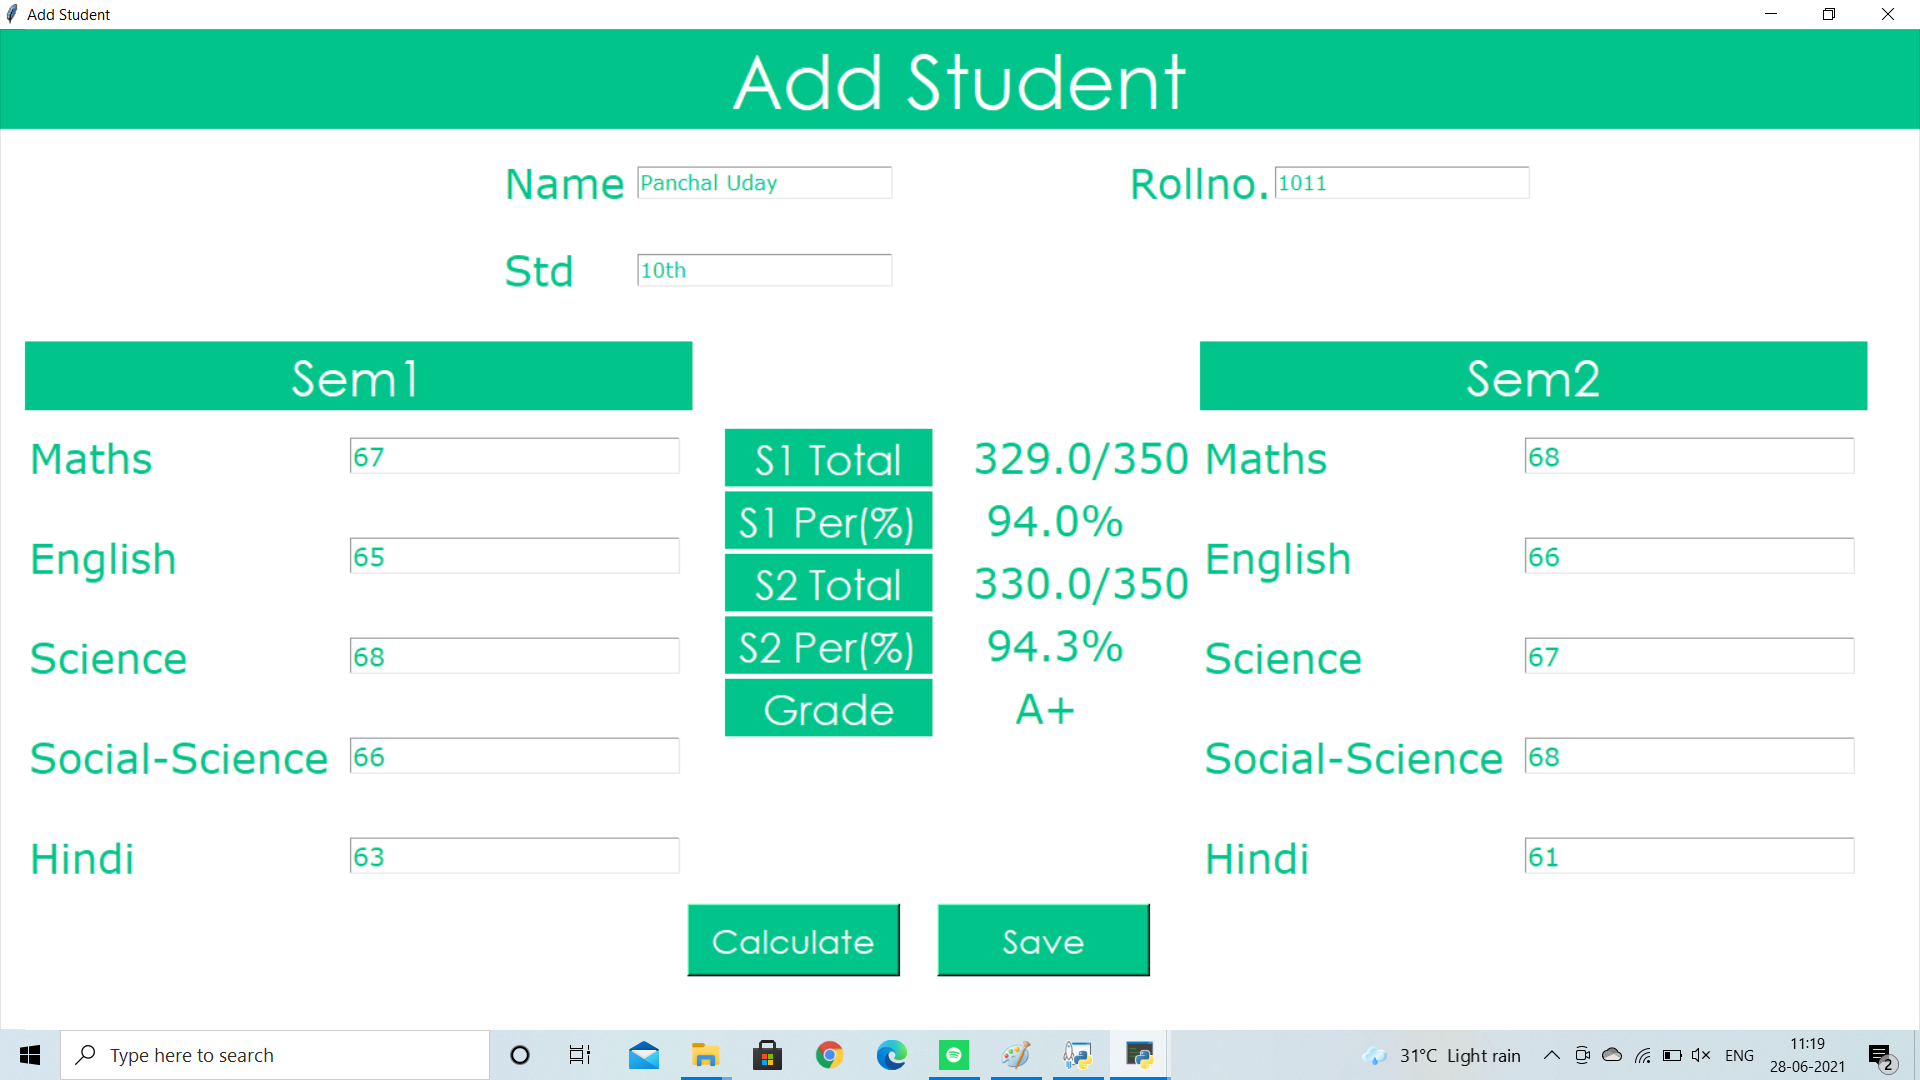 Add Student
Add Student
Name Panchal Uday Rollno. 1011
Std 10th
Sem1
Maths 67
English 65
Science 68
Social-Science 66
Hindi 63
S1 Total 329.0/350
S1 Per(%) 94.0%
S2 Total 330.0/350
S2 Per(%) 94.3%
Grade A+
Sem2
Maths 68
English 66
Science 67
Social-Science 68
Hindi 61
Calculate Save
Type here to search
31°C Light rain
ENG
11:19
28-06-2021
2